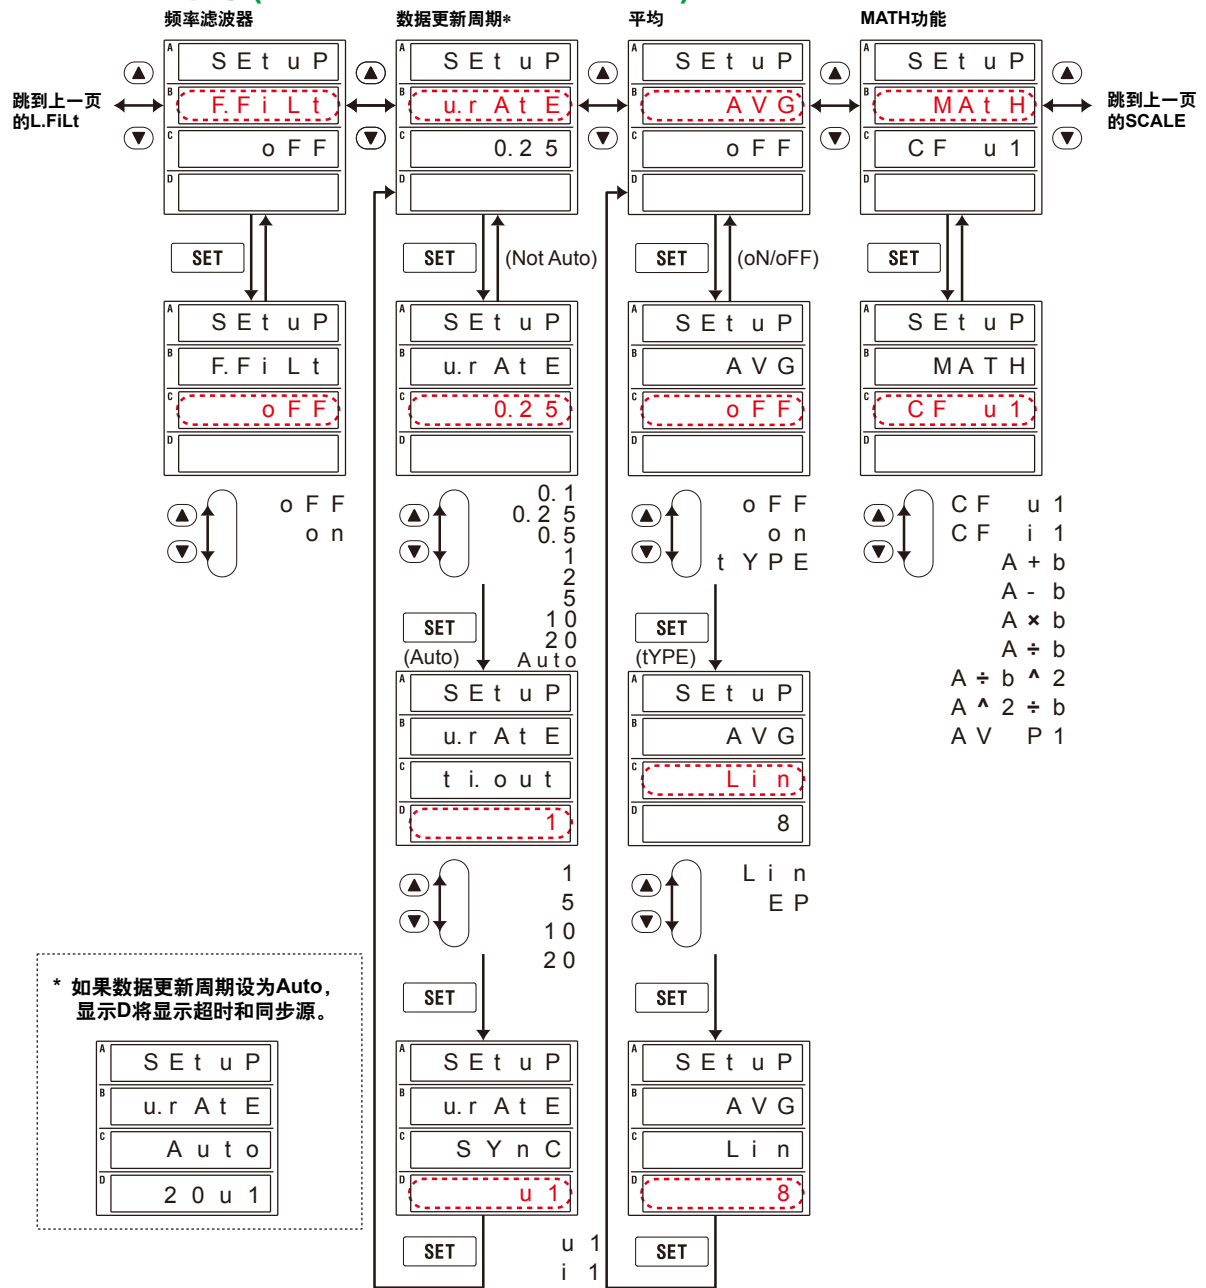 频率滤波器
数据更新周期*
平均
MATH功能
跳到上一页
的L.FiLt
A SEtuP
B F.FiLt
C oFF
D
A SEtuP
B u.rAtE
C 0.25
D
A SEtuP
B AVG
C oFF
D
A SEtuP
B MAtH
C CF u1
D
跳到上一页
的SCALE
SET
SET
(Not Auto)
SET
(oN/oFF)
SET
A SEtuP
B F.FiLt
C oFF
D
A SEtuP
B u.rAtE
C 0.25
D
A SEtuP
B AVG
C oFF
D
A SEtuP
B MATH
C CF u1
D
oFF
on
0.1
0.25
0.5
1
2
5
10
20
Auto
oFF
on
tYPE
CF u1
CF i1
A+b
A-b
A×b
A÷b
A÷b^2
A^2÷b
AV P1
SET
(Auto)
SET
(tYPE)
A SEtuP
B u.rAtE
C ti.out
D 1
A SEtuP
B AVG
C Lin
D 8
1
5
10
20
Lin
EP
SET
SET
* 如果数据更新周期设为Auto,
显示D将显示超时和同步源。
A SEtuP
B u.rAtE
C Auto
D 20u1
A SEtuP
B u.rAtE
C SYnC
D u1
A SEtuP
B AVG
C Lin
D 8
SET
u1
i1
SET